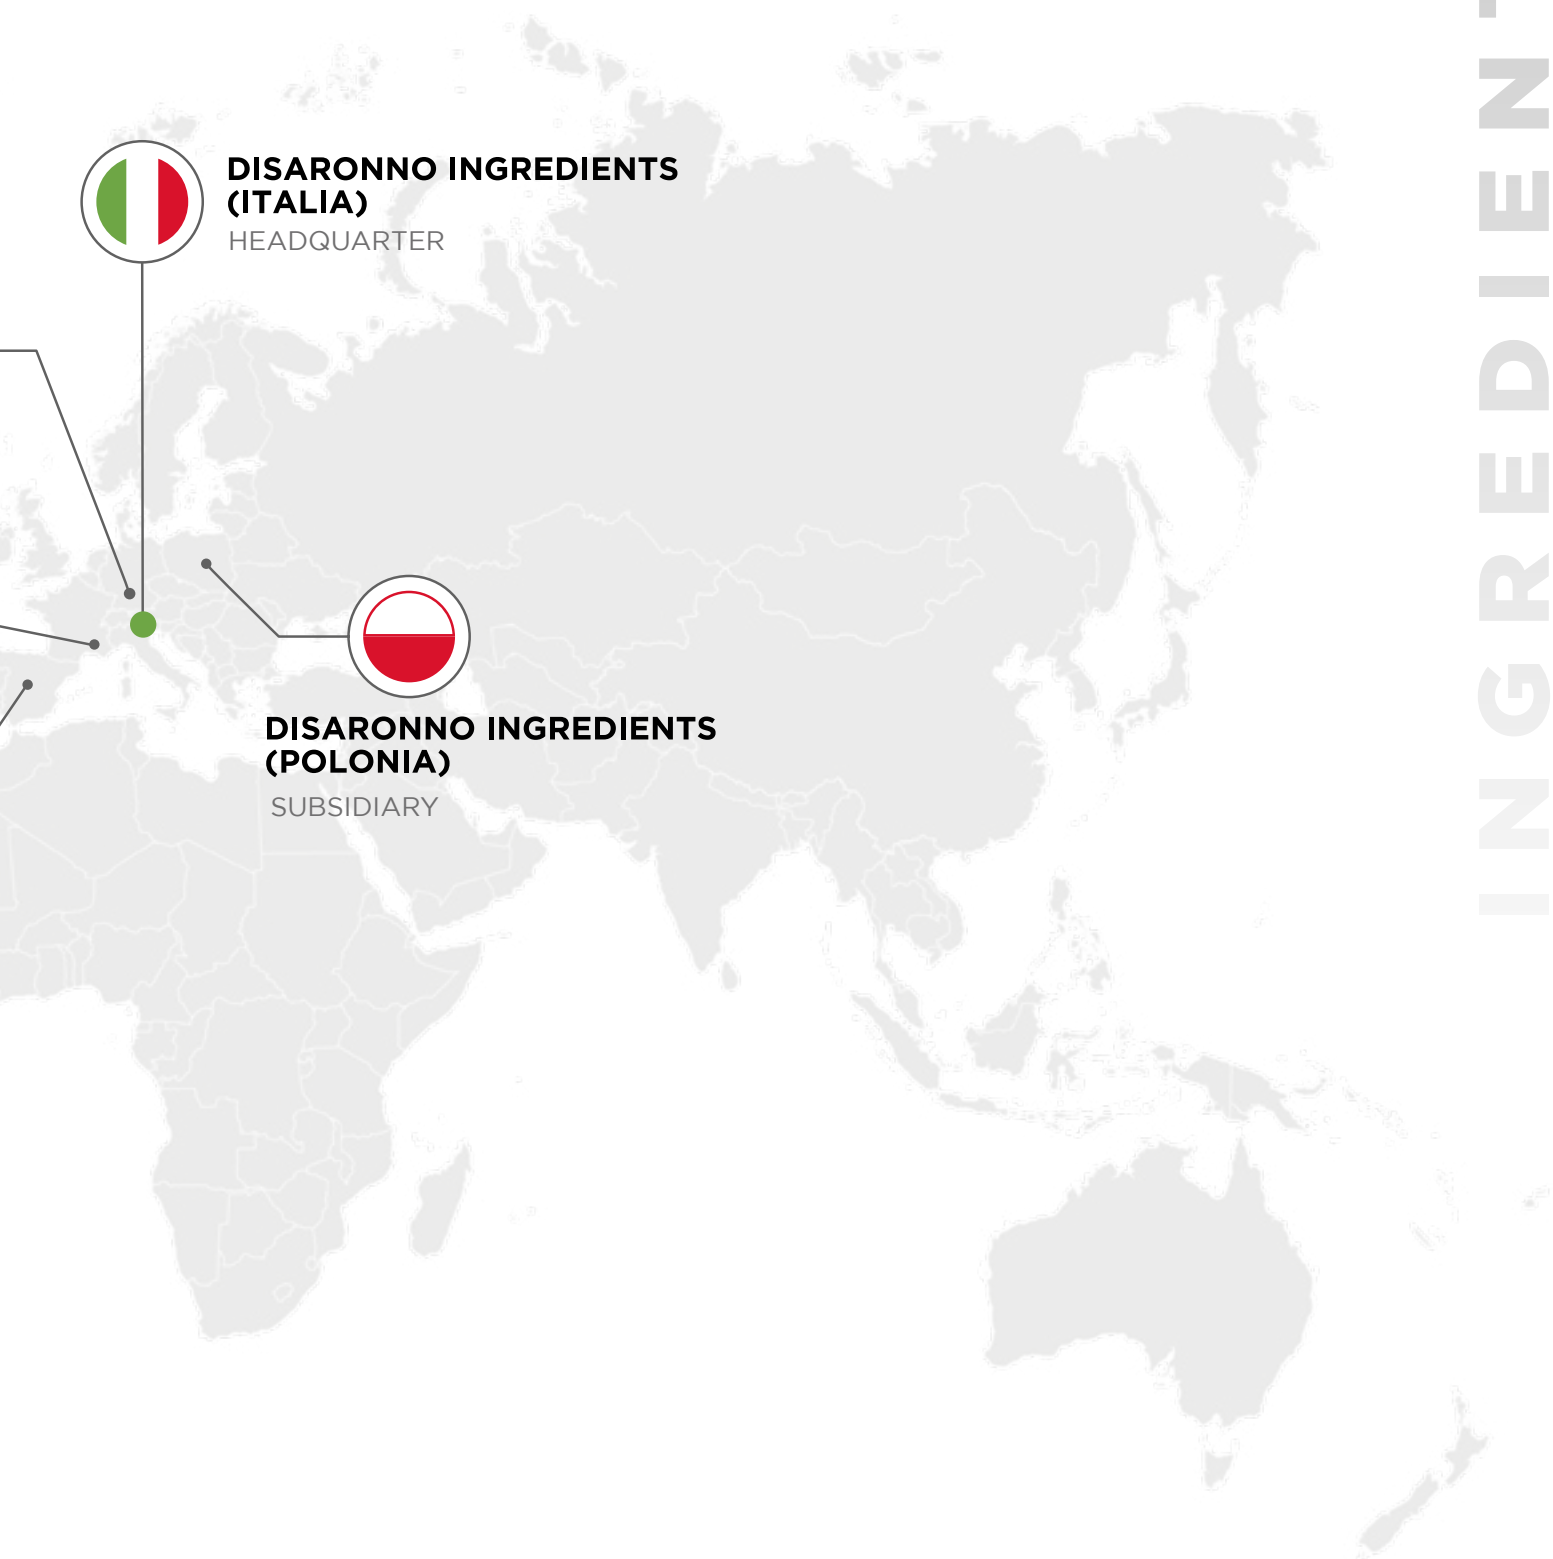 DISARONNO INGREDIENTS
(ITALIA)
HEADQUARTER
DISARONNO INGREDIENTS
(POLONIA)
SUBSIDIARY
INGREDIEN